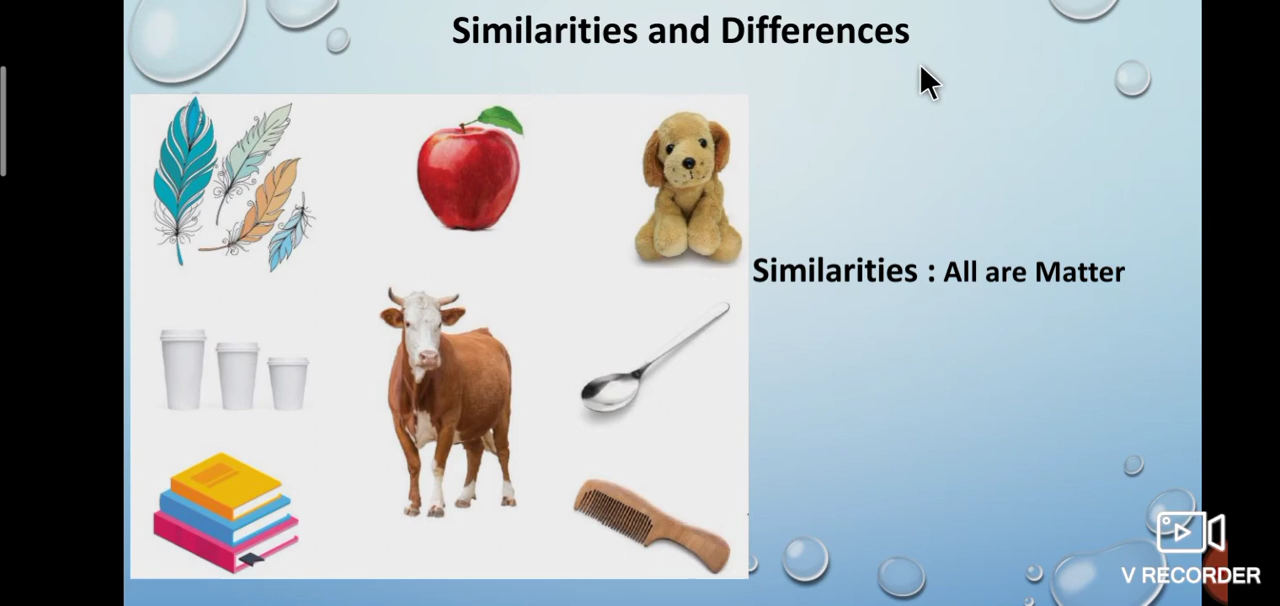 Similarities and Differences
Similarities : All are Matter
V RECORDER